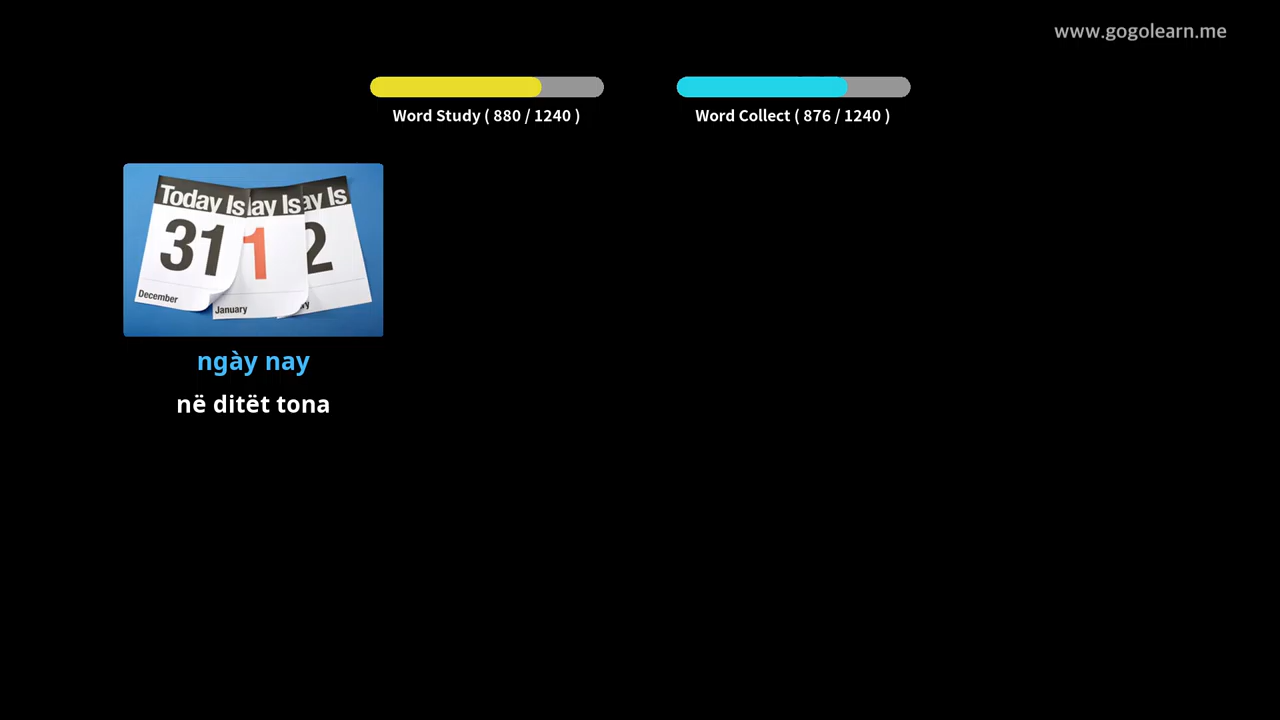 www.gogolearn.me
Word Study ( 880 / 1240 )
Word Collect ( 876 / 1240 )
Today Is
ay Is
ay Is
31
1
2
December
January
ry
ngày nay
në ditët tona